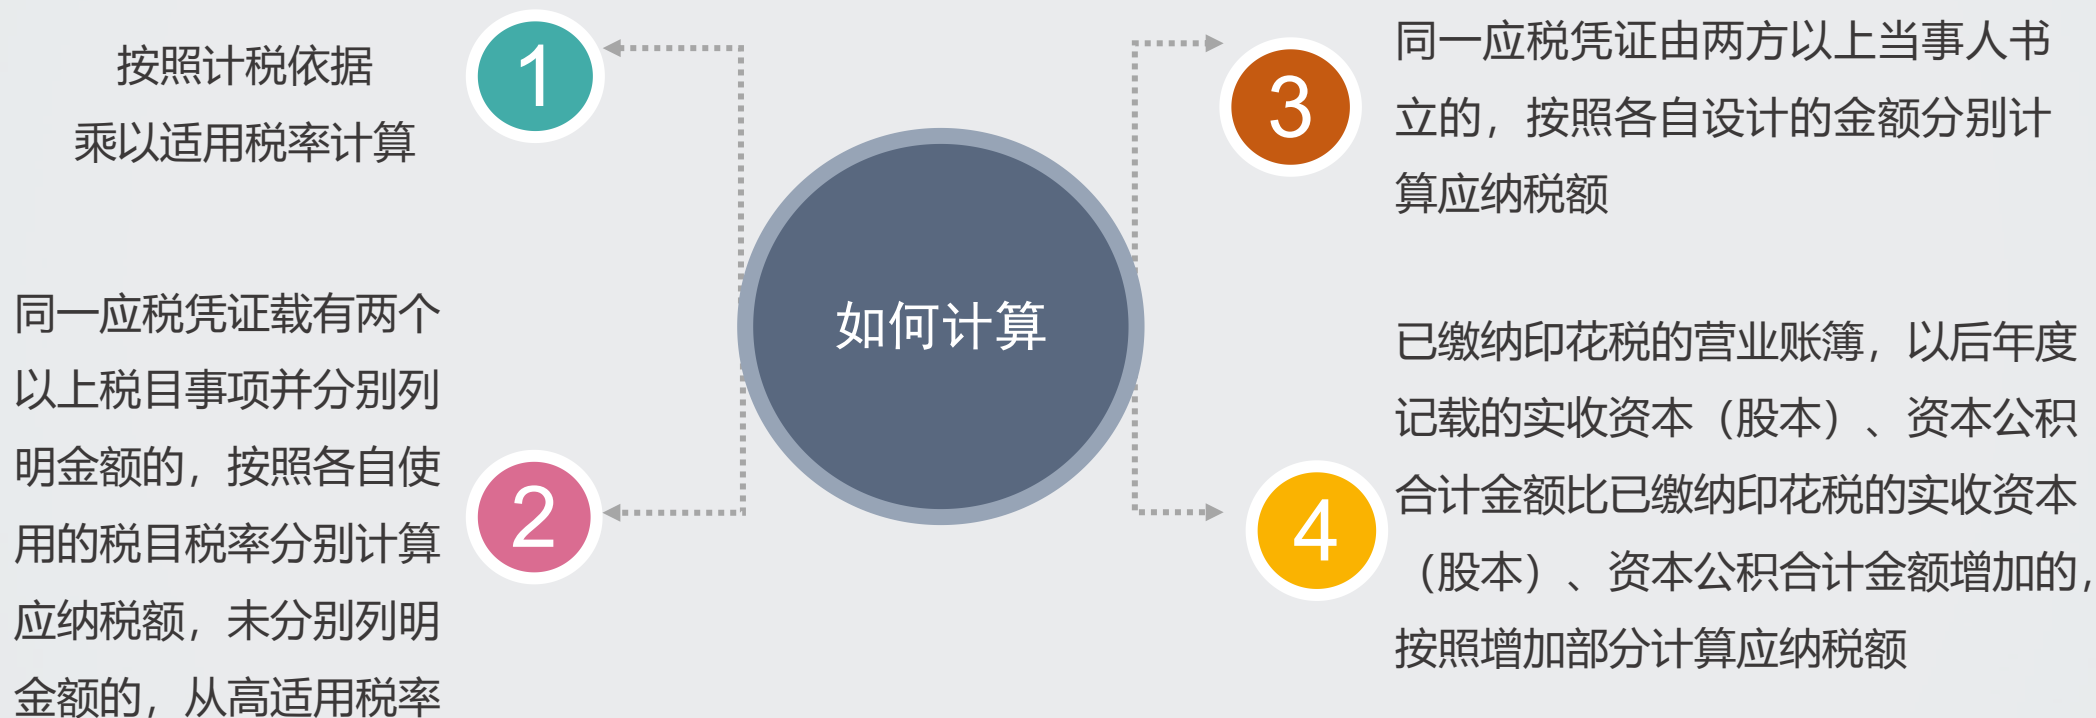 按照计税依据
乘以适用税率计算
1
同一应税凭证载有两个
以上税目事项并分别列
明金额的，按照各自使
用的税目税率分别计算
应纳税额，未分别列明
金额的，从高适用税率
2
如何计算
3
同一应税凭证由两方以上当事人书
立的，按照各自设计的金额分别计
算应纳税额
4
已缴纳印花税的营业账簿，以后年度
记载的实收资本（股本）、资本公积
合计金额比已缴纳印花税的实收资本
（股本）、资本公积合计金额增加的，
按照增加部分计算应纳税额